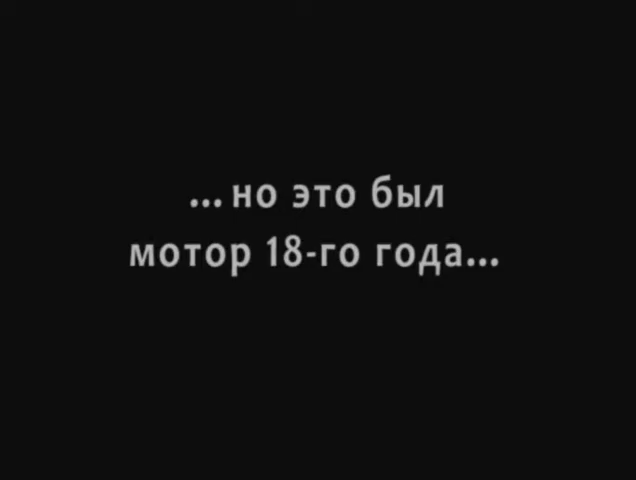 ...но это был
мотор 18-го года...